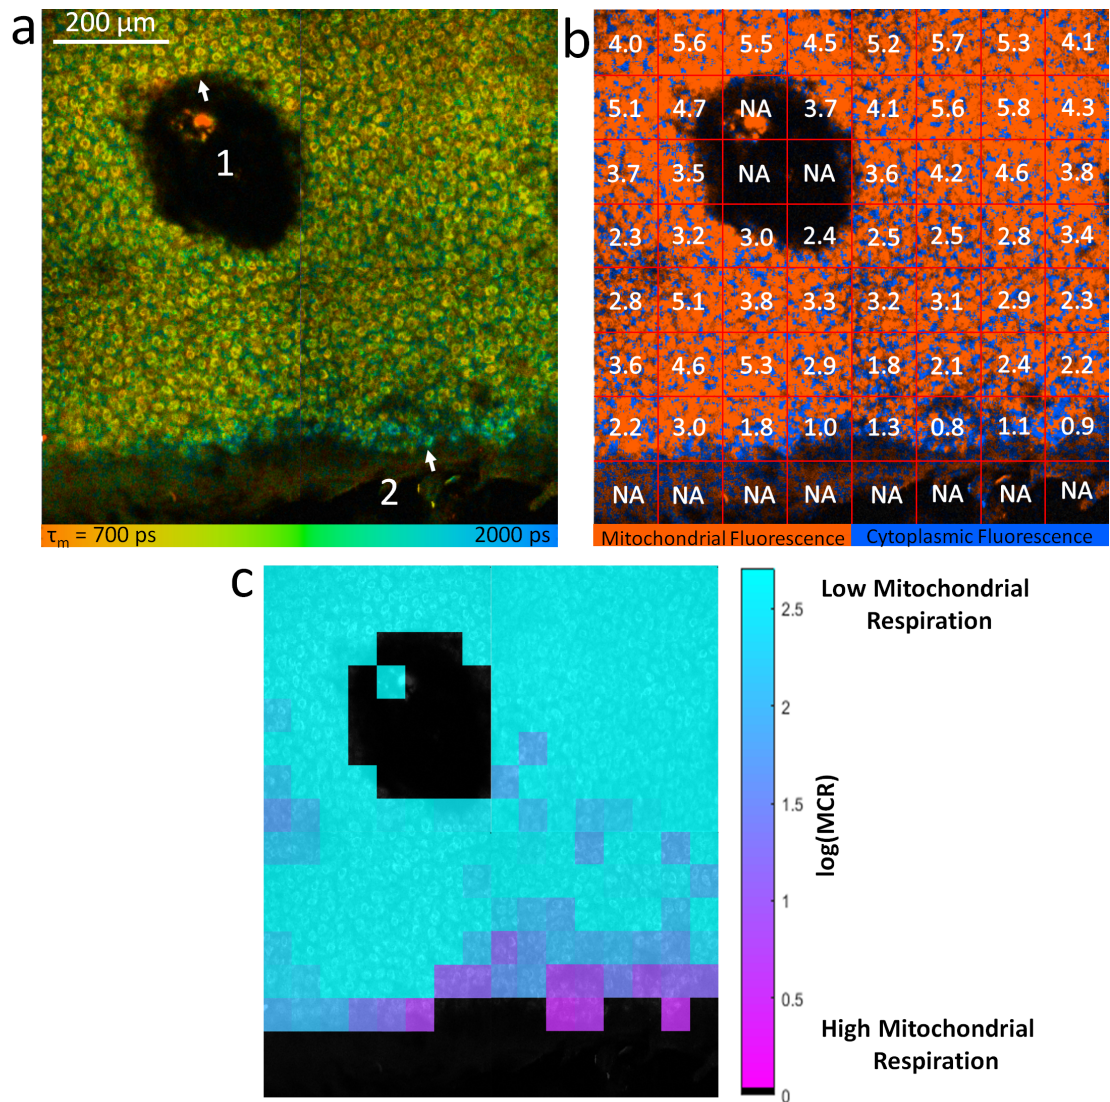 a
200 µm
1
2
τm = 700 ps 2000 ps
b
4.0 5.6 5.5 4.5 5.2 5.7 5.3 4.1
5.1 4.7 NA 3.7 4.1 5.6 5.8 4.3
3.7 3.5 NA NA 3.6 4.2 4.6 3.8
2.3 3.2 3.0 2.4 2.5 2.5 2.8 3.4
2.8 5.1 3.8 3.3 3.2 3.1 2.9 2.3
3.6 4.6 5.3 2.9 1.8 2.1 2.4 2.2
2.2 3.0 1.8 1.0 1.3 0.8 1.1 0.9
NA NA NA NA NA NA NA NA
Mitochondrial Fluorescence Cytoplasmic Fluorescence
c
2.5
2
1.5
1
0.5
0
log(MCR)
Low Mitochondrial
Respiration
High Mitochondrial
Respiration